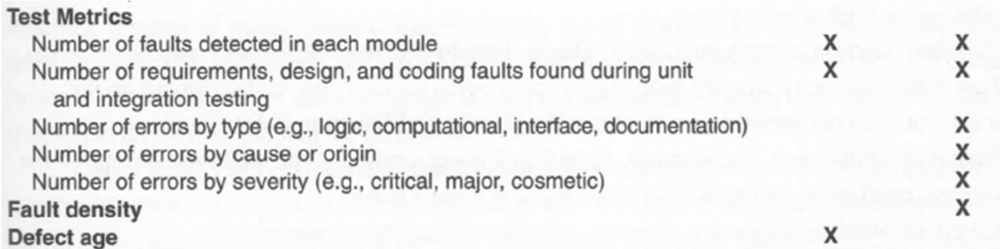 Test Metrics
Number of faults detected in each module X X
Number of requirements, design, and coding faults found during unit X X
and integration testing
Number of errors by type (e.g., logic, computational, interface, documentation) X
Number of errors by cause or origin X
Number of errors by severity (e.g., critical, major, cosmetic) X
Fault density X
Defect age X